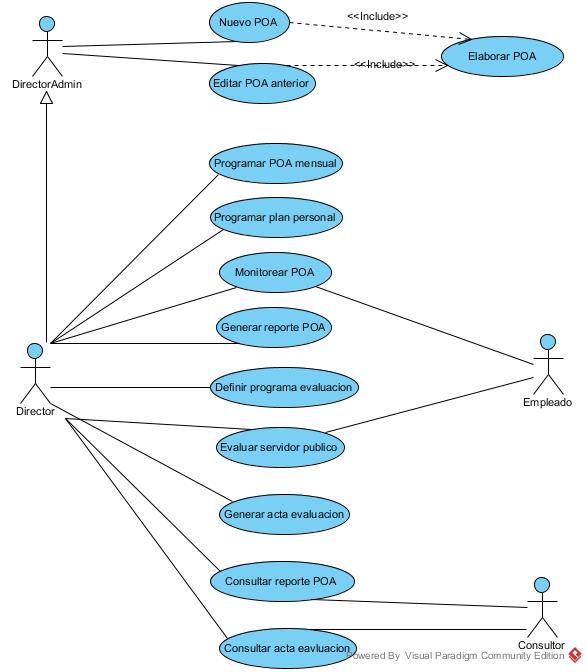 Nuevo POA
<<Include>>
Elaborar POA
<<Include>>
DirectorAdmin
Editar POA anterior
Programar POA mensual
Programar plan personal
Monitorear POA
Generar reporte POA
Definir programa evaluacion
Empleado
Director
Evaluar servidor publico
Generar acta evaluacion
Consultar reporte POA
Consultor
Consultar acta eavluacion
Powered By Visual Paradigm Community Edition